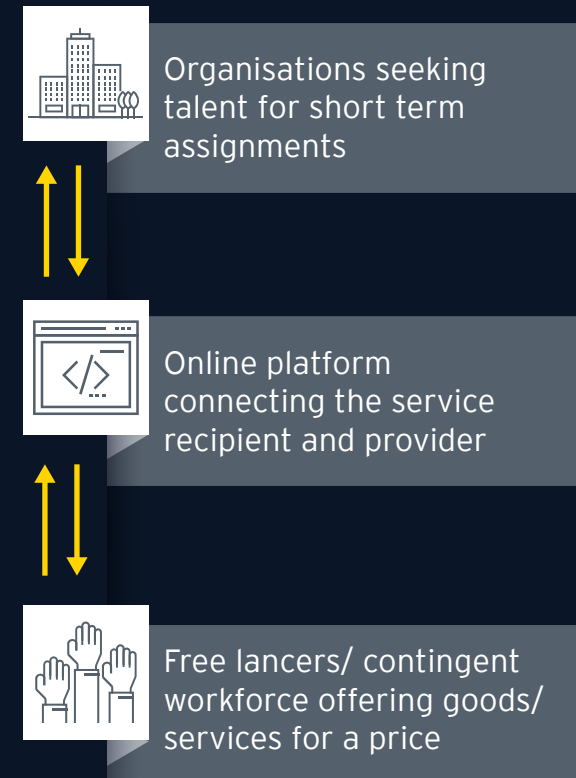 Organisations seeking
talent for short term
assignments
</>
Online platform
connecting the service
recipient and provider
Free lancers/ contingent
workforce offering goods/
services for a price